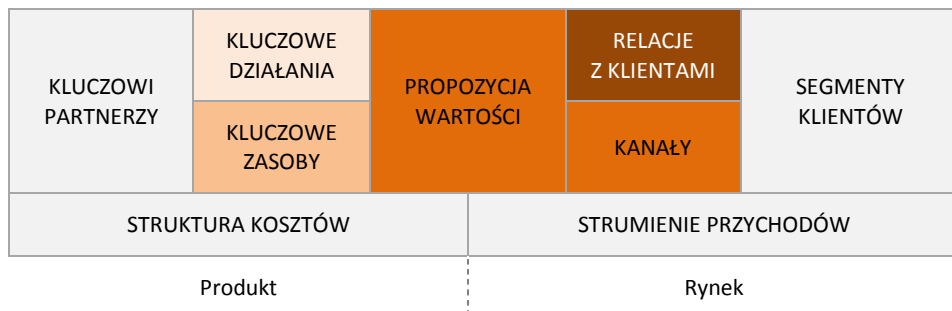 KLUCZOWI
PARTNERZY
KLUCZOWE
DZIAŁANIA
KLUCZOWE
ZASOBY
PROPOZYCJA
WARTOŚCI
RELACJE
Z KLIENTAMI
KANAŁY
SEGMENTY
KLIENTÓW
STRUKTURA KOSZTÓW
STRUMIENIE PRZYCHODÓW
Produkt
Rynek